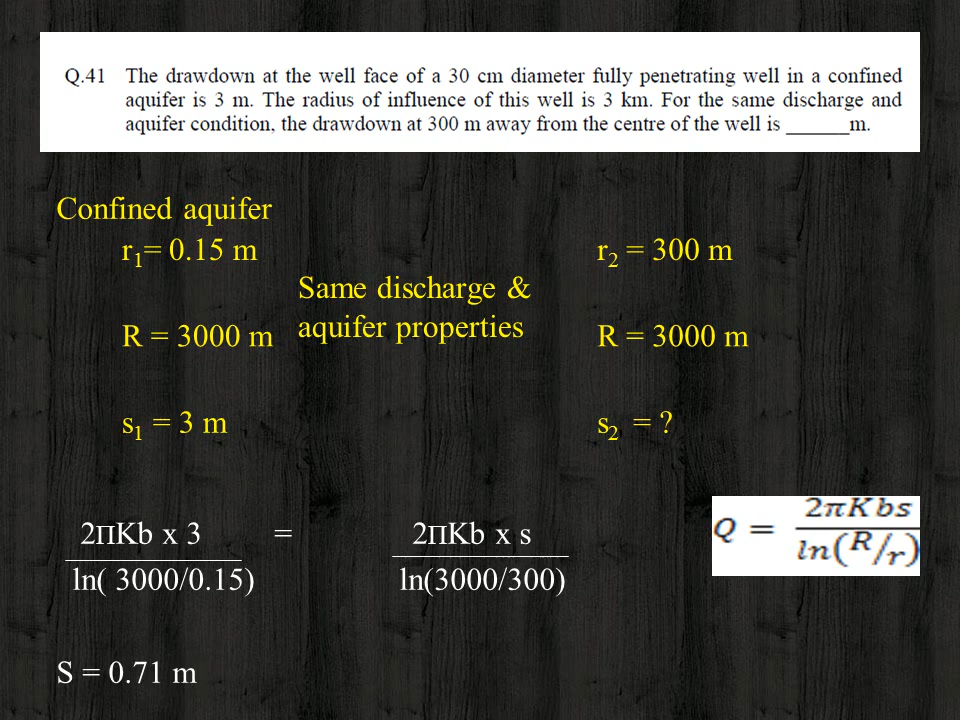 Q.41 The drawdown at the well face of a 30 cm diameter fully penetrating well in a confined
aquifer is 3 m. The radius of influence of this well is 3 km. For the same discharge and
aquifer condition, the drawdown at 300 m away from the centre of the well is ______m.
Confined aquifer
r₁= 0.15 m r₂ = 300 m
Same discharge &
aquifer properties
R = 3000 m R = 3000 m
s₁ = 3 m s₂ = ?
2πKb x 3 = 2πKb x s
ln( 3000/0.15) ln(3000/300)
Q = 2πKbs / ln(R/r)
S = 0.71 m